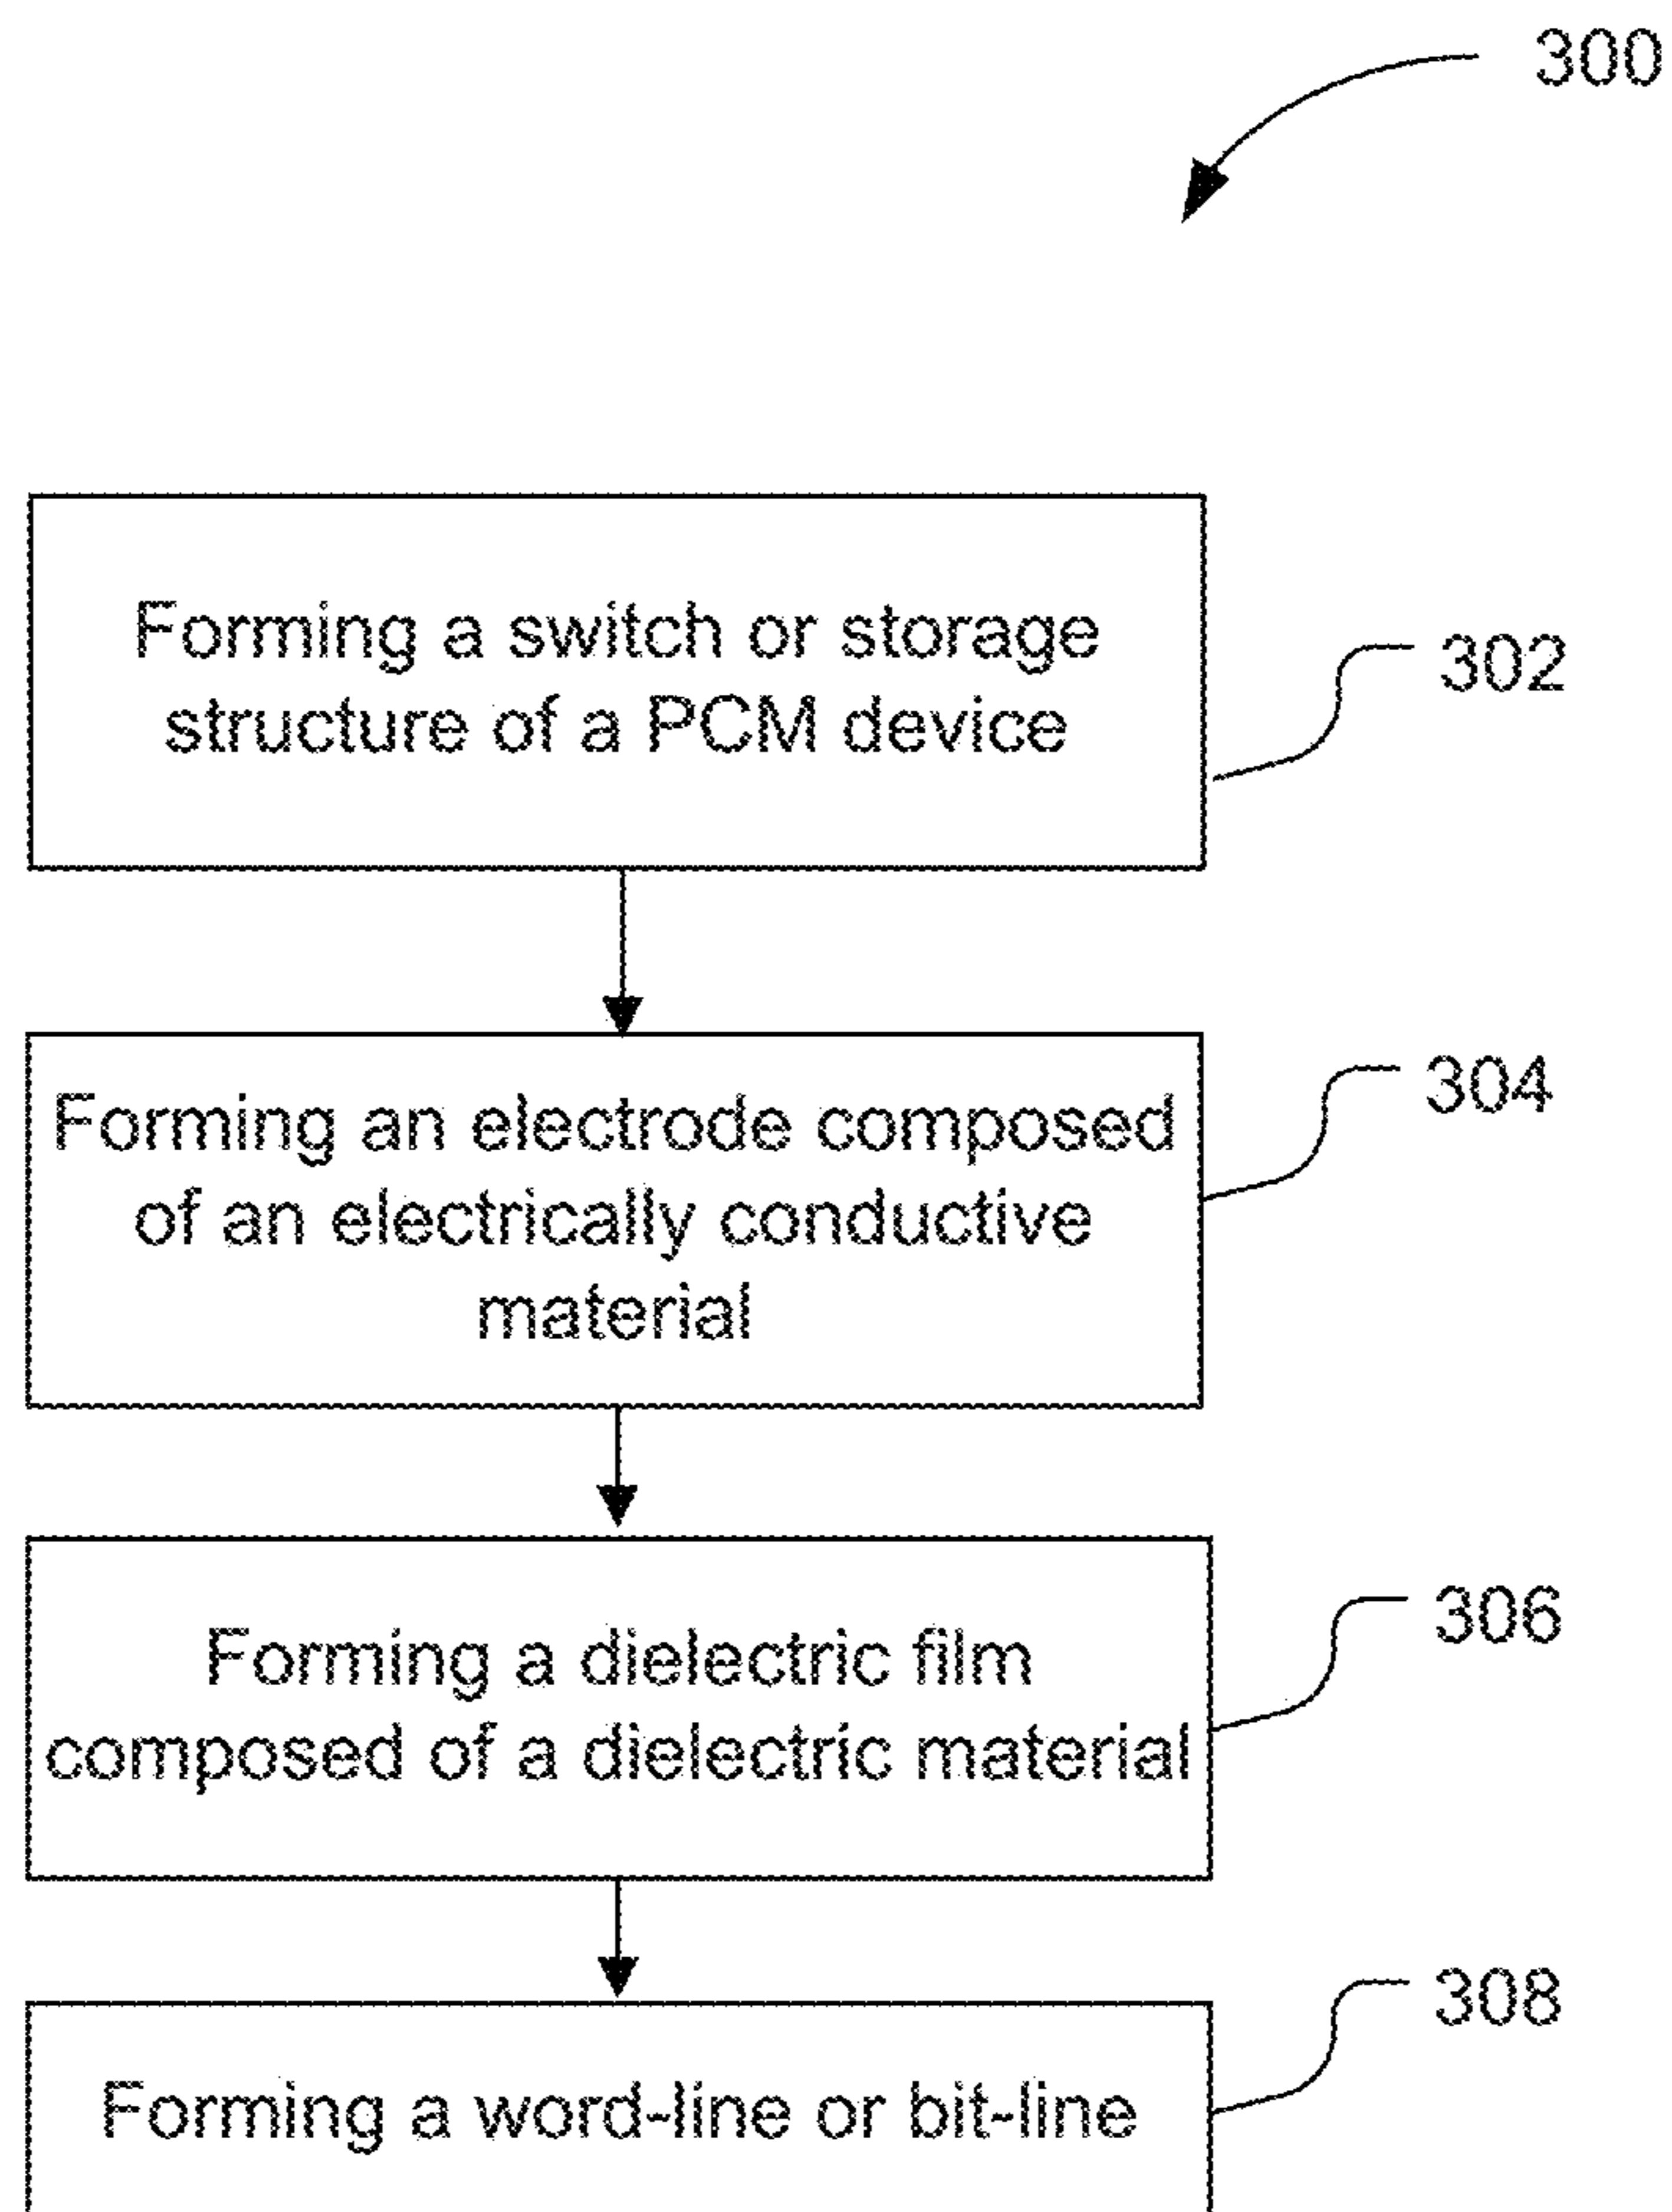 300
Forming a switch or storage
structure of a PCM device
302
Forming an electrode composed
of an electrically conductive
material
304
Forming a dielectric film
composed of a dielectric material
306
Forming a word-line or bit-line
308